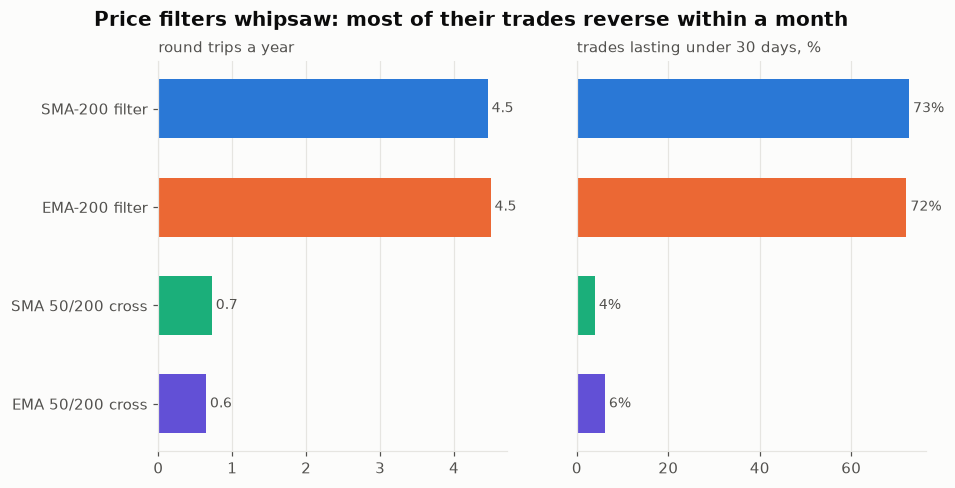 Price filters whipsaw: most of their trades reverse within a month
round trips a year
trades lasting under 30 days, %
SMA-200 filter
4.5
73%
EMA-200 filter
4.5
72%
SMA 50/200 cross
0.7
4%
EMA 50/200 cross
0.6
6%
0 1 2 3 4
0 20 40 60